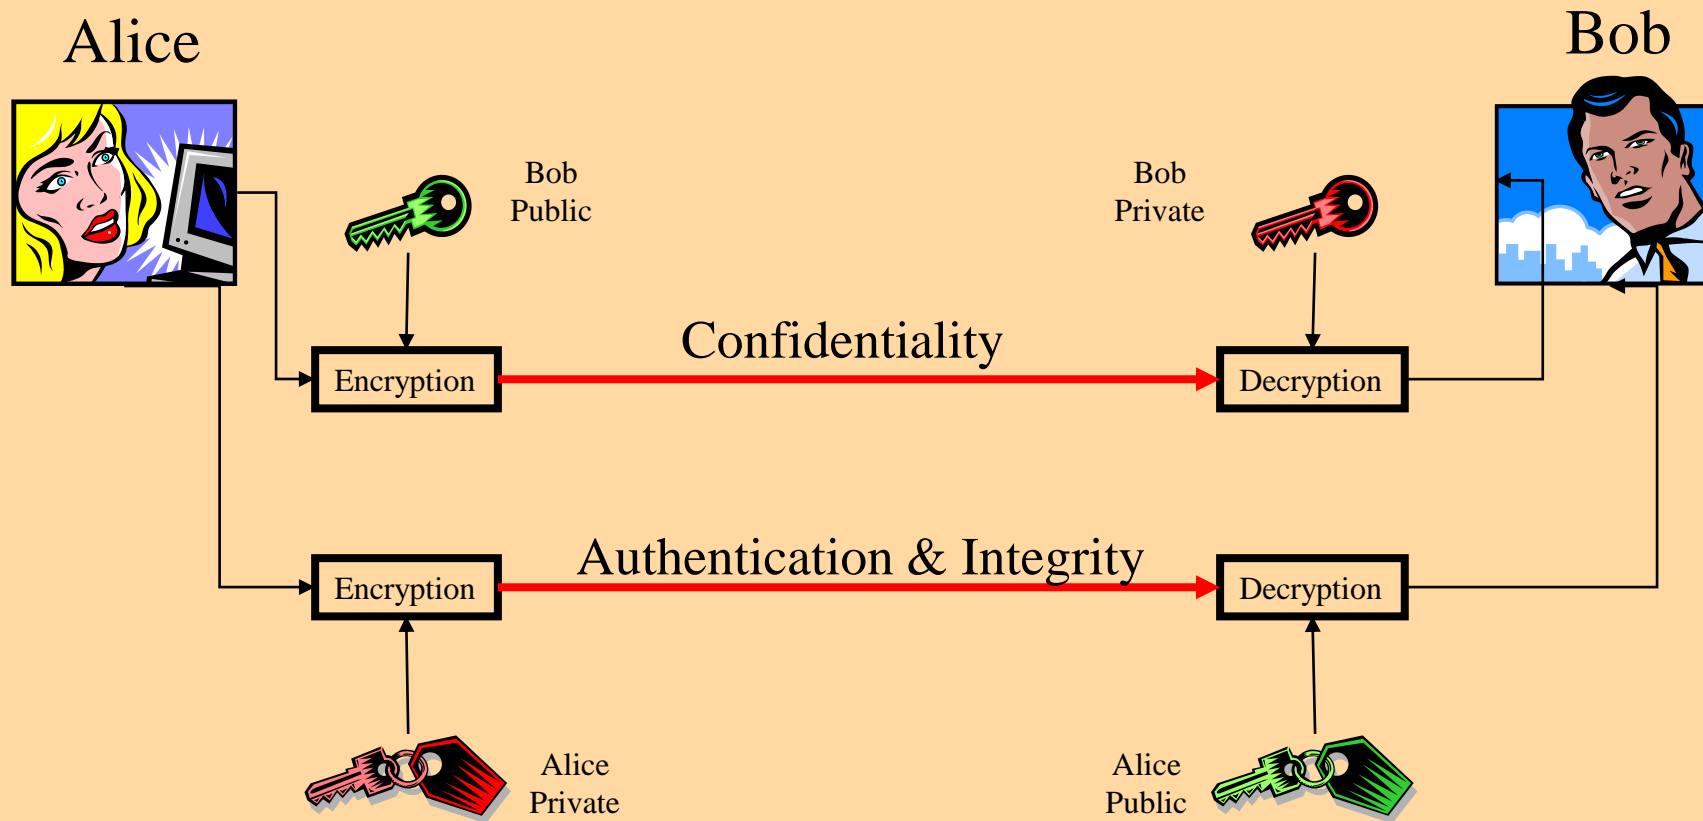 Alice
Bob
Bob
Public
Bob
Private
Confidentiality
Encryption
Decryption
Authentication & Integrity
Encryption
Decryption
Alice
Private
Alice
Public